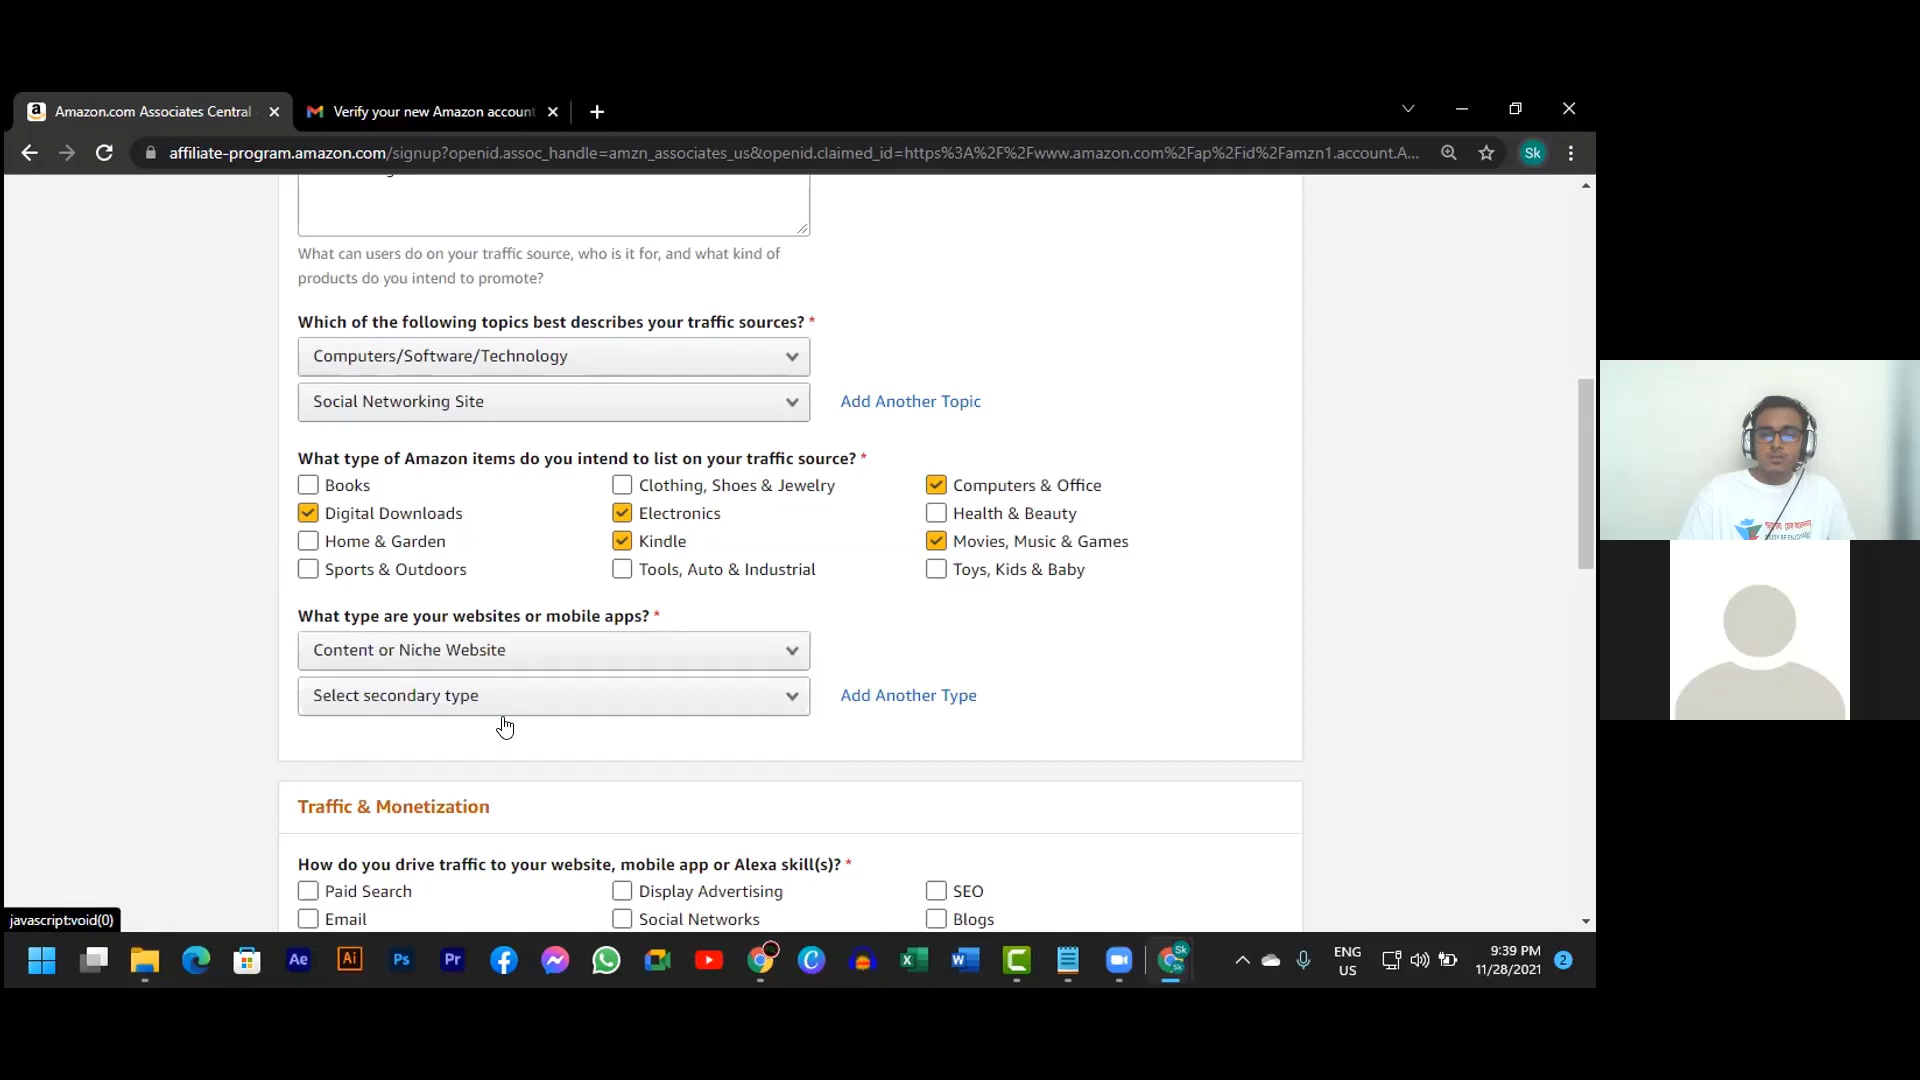 Amazon.com Associates Central
Verify your new Amazon account
affiliate-program.amazon.com/signup?openid.assoc_handle=amzn_associates_us&openid.claimed_id=https%3A%2F%2Fwww.amazon.com%2Fap%2Fid%2Famzn1.account.A...
Sk
What can users do on your traffic source, who is it for, and what kind of
products do you intend to promote?
Which of the following topics best describes your traffic sources? *
Computers/Software/Technology
Social Networking Site
Add Another Topic
What type of Amazon items do you intend to list on your traffic source? *
Books
Clothing, Shoes & Jewelry
Computers & Office
Digital Downloads
Electronics
Health & Beauty
Home & Garden
Kindle
Movies, Music & Games
Sports & Outdoors
Tools, Auto & Industrial
Toys, Kids & Baby
What type are your websites or mobile apps? *
Content or Niche Website
Select secondary type
Add Another Type
Traffic & Monetization
How do you drive traffic to your website, mobile app or Alexa skill(s)? *
Paid Search
Display Advertising
SEO
Email
Social Networks
Blogs
javascript:void(0)
Ae
Ai
Ps
Pr
Sk
ENG
US
9:39 PM
11/28/2021
2